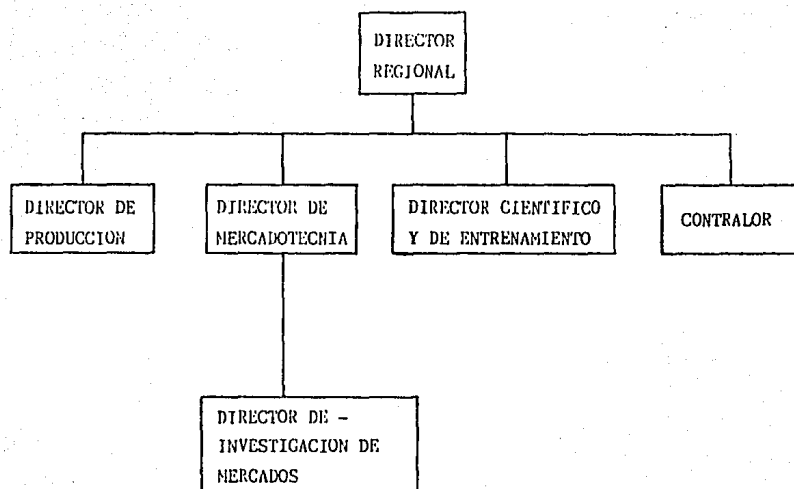 DIRECTOR
REGIONAL
DIRECTOR DE
PRODUCCION
DIRECTOR DE
MERCADOTECNIA
DIRECTOR CIENTIFICO
Y DE ENTRENAMIENTO
CONTRALOR
DIRECTOR DE -
INVESTIGACION DE
MERCADOS